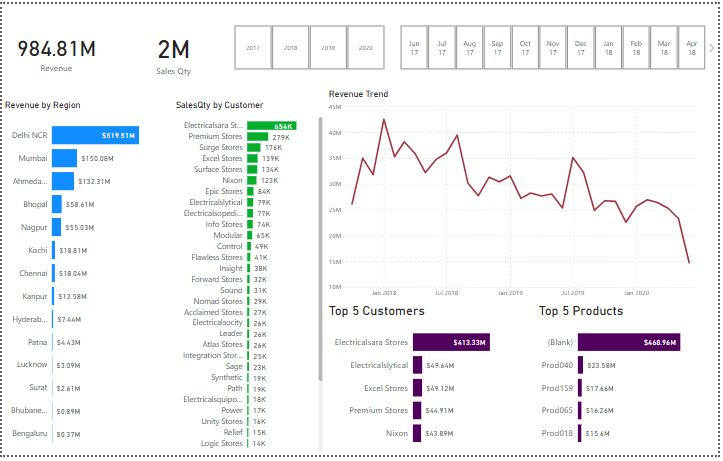 984.81M
Revenue
2M
Sales Qty
2017
2018
2019
2020
Jun 17
Jul 17
Aug 17
Sep 17
Oct 17
Nov 17
Dec 17
Jan 18
Feb 18
Mar 18
Apr 18
Revenue by Region
Delhi NCR $519.51M
Mumbai $150.08M
Ahmeda... $132.31M
Bhopal $58.61M
Nagpur $55.03M
Kochi $18.81M
Chennai $18.04M
Kanpur $13.58M
Hyderab... $7.44M
Patna $4.43M
Lucknow $3.09M
Surat $2.61M
Bhubane... $0.89M
Bengaluru $0.37M
SalesQty by Customer
Electricalsara St... 654K
Premium Stores 279K
Surge Stores 176K
Excel Stores 139K
Surface Stores 134K
Nixon 123K
Epic Stores 84K
Electricalslytical 79K
Electricalsopedi... 77K
Info Stores 74K
Modular 65K
Control 49K
Flawless Stores 41K
Insight 38K
Forward Stores 32K
Sound 31K
Nomad Stores 29K
Acclaimed Stores 27K
Electricalsocity 26K
Leader 26K
Atlas Stores 26K
Integration Stor... 25K
Sage 23K
Synthetic 19K
Path 19K
Electricalsquipo... 18K
Power 17K
Unity Stores 16K
Relief 15K
Logic Stores 14K
Revenue Trend
45M
40M
35M
30M
25M
20M
15M
10M
Jan 2018
Jul 2018
Jan 2019
Jul 2019
Jan 2020
Top 5 Customers
Electricalsara Stores $413.33M
Electricalslytical $49.64M
Excel Stores $49.12M
Premium Stores $44.91M
Nixon $43.89M
Top 5 Products
(Blank) $468.96M
Prod040 $23.58M
Prod159 $17.66M
Prod065 $16.26M
Prod018 $15.6M